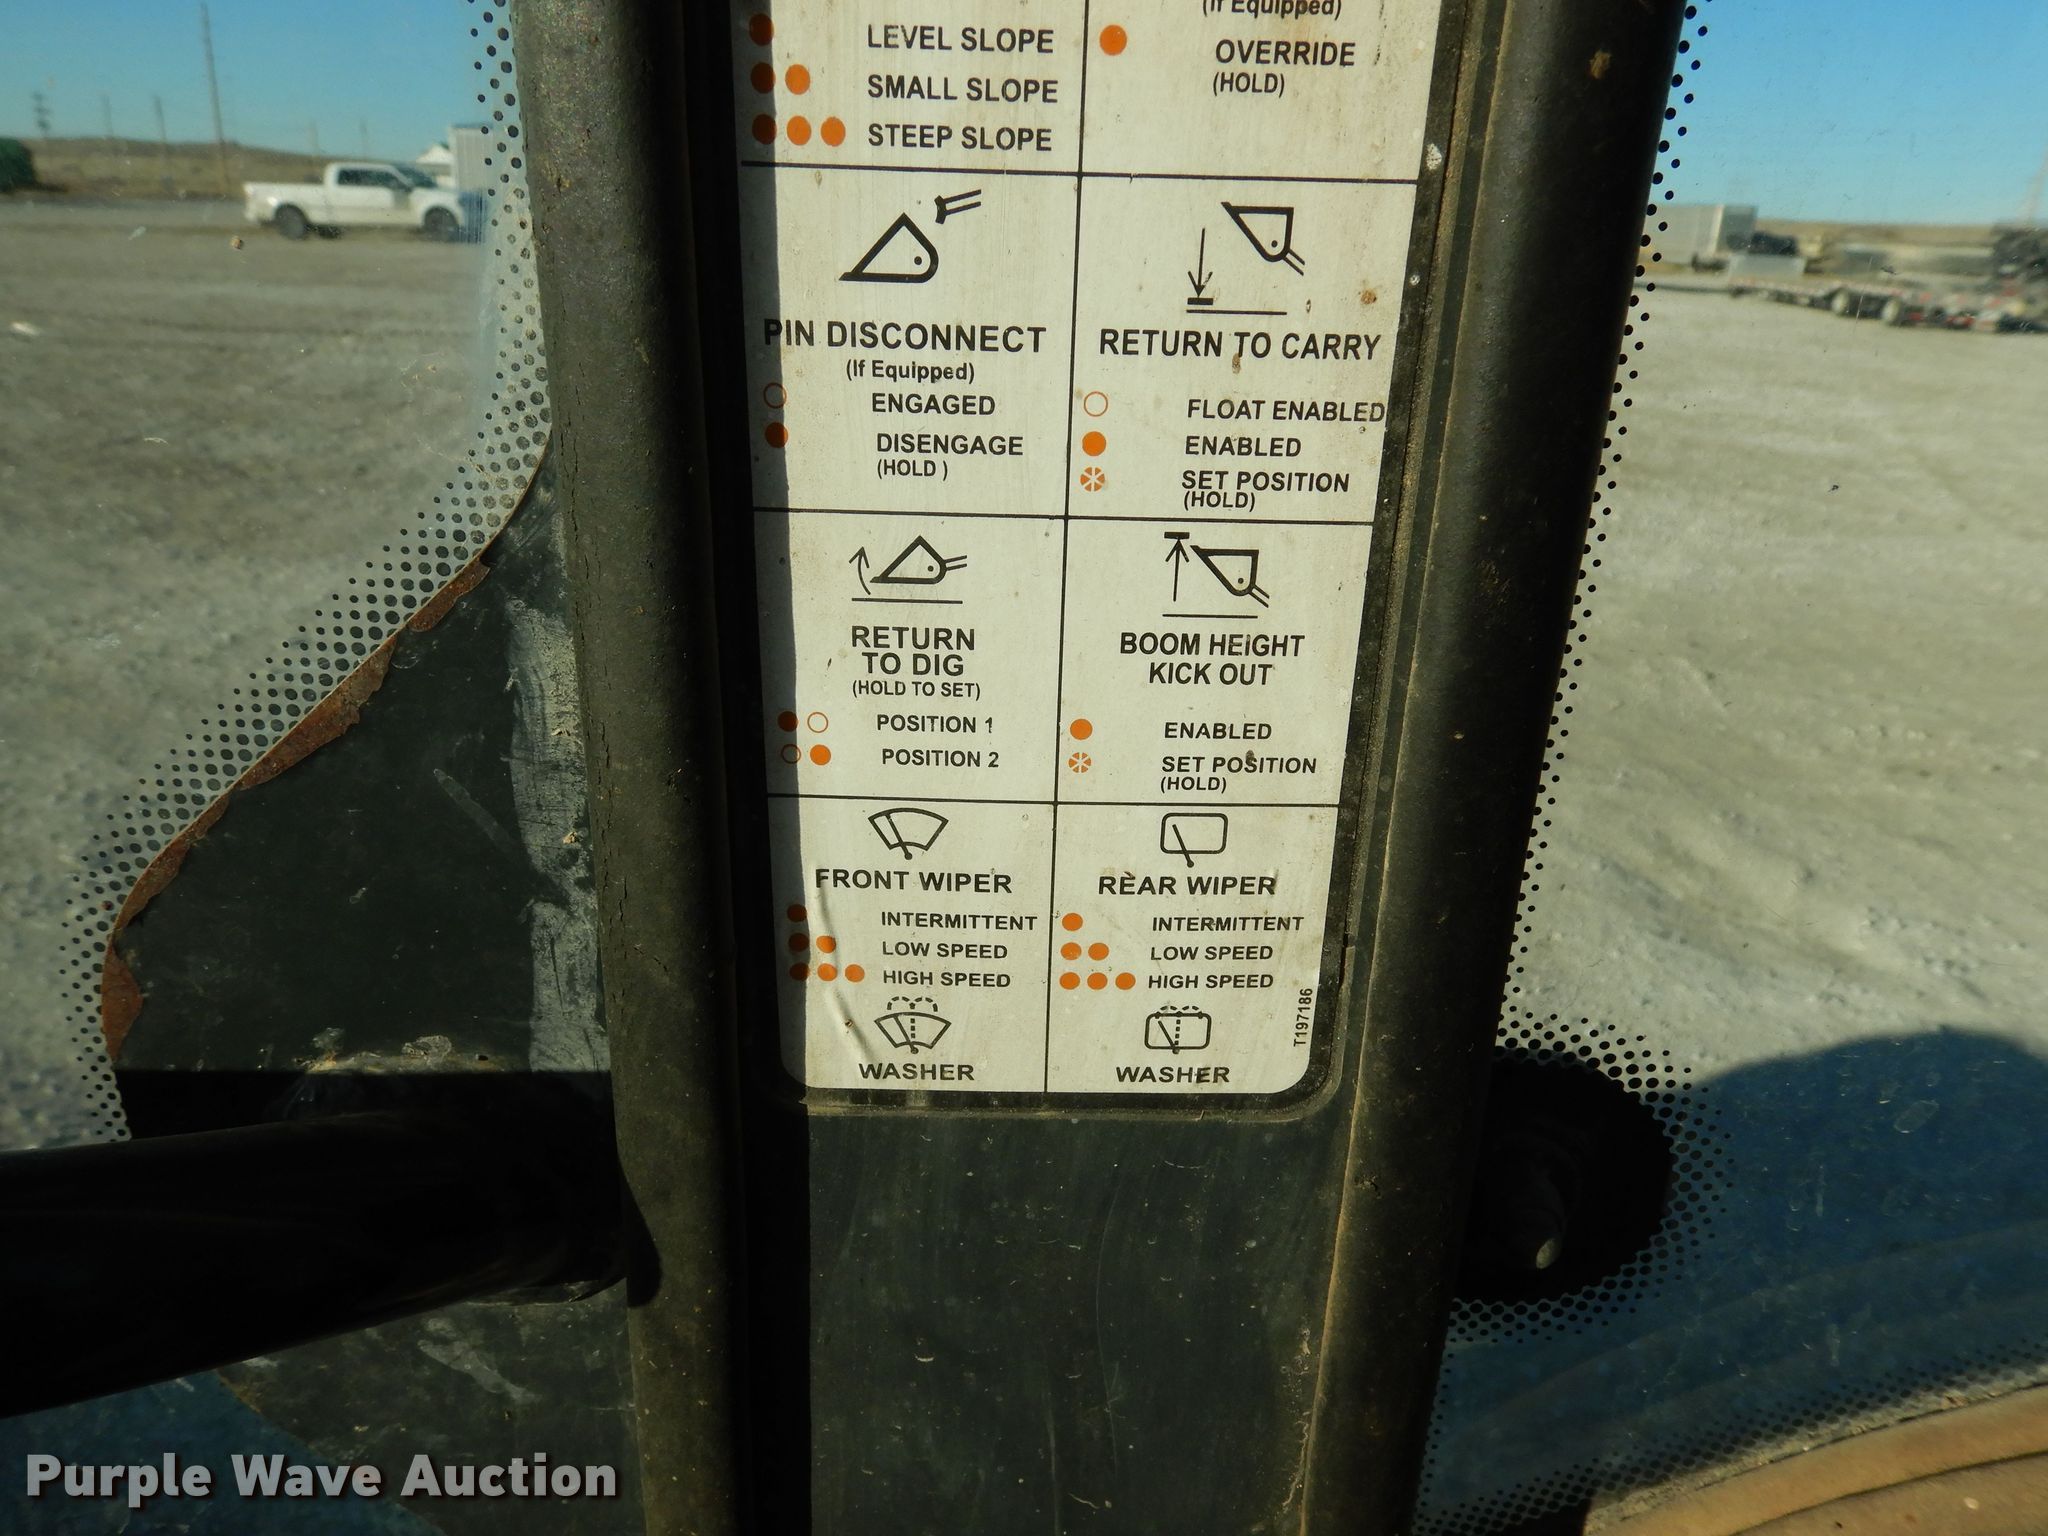 LEVEL SLOPE
SMALL SLOPE
STEEP SLOPE
(If Equipped)
OVERRIDE
(HOLD)
PIN DISCONNECT
(If Equipped)
ENGAGED
DISENGAGE
(HOLD )
RETURN TO CARRY
FLOAT ENABLED
ENABLED
SET POSITION
(HOLD)
RETURN
TO DIG
(HOLD TO SET)
POSITION 1
POSITION 2
BOOM HEIGHT
KICK OUT
ENABLED
SET POSITION
(HOLD)
FRONT WIPER
INTERMITTENT
LOW SPEED
HIGH SPEED
WASHER
REAR WIPER
INTERMITTENT
LOW SPEED
HIGH SPEED
WASHER
T197186
Purple Wave Auction